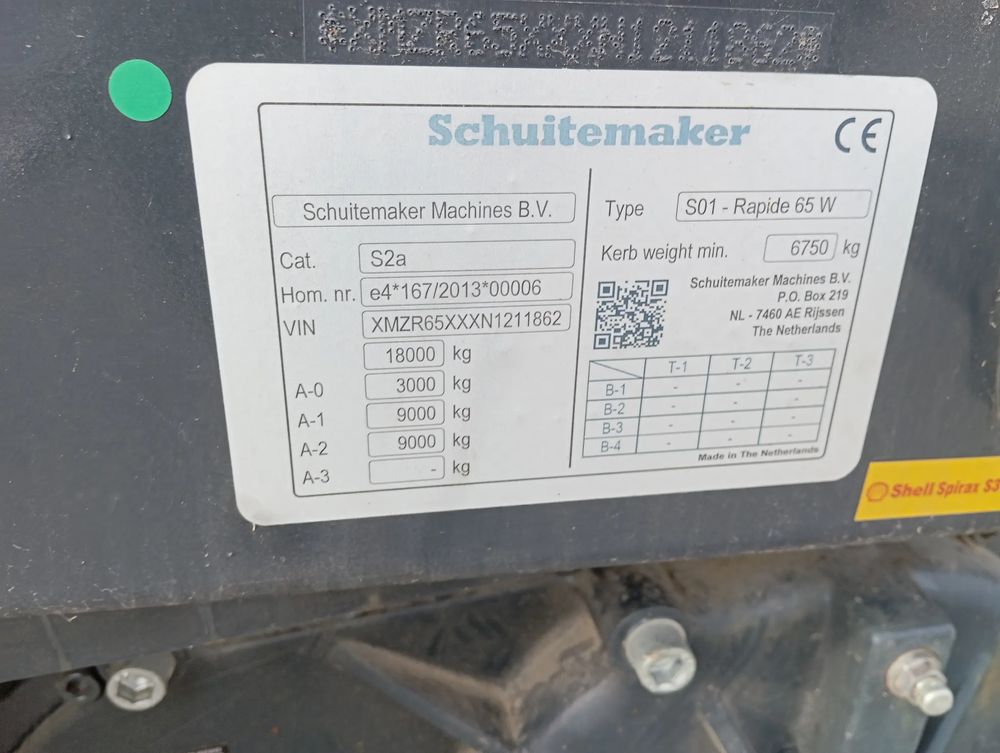 *XMZR65XXXN1211862*
Schuitemaker
CE
Schuitemaker Machines B.V.
Cat. S2a
Hom. nr. e4*167/2013*00006
VIN XMZR65XXXN1211862
18000 kg
A-0 3000 kg
A-1 9000 kg
A-2 9000 kg
A-3 - kg
Type S01 - Rapide 65 W
Kerb weight min. 6750 kg
Schuitemaker Machines B.V.
P.O. Box 219
NL - 7460 AE Rijssen
The Netherlands
T-1 T-2 T-3
B-1 - - -
B-2 - - -
B-3 - - -
B-4 - - -
Made in The Netherlands
Shell Spirax S3